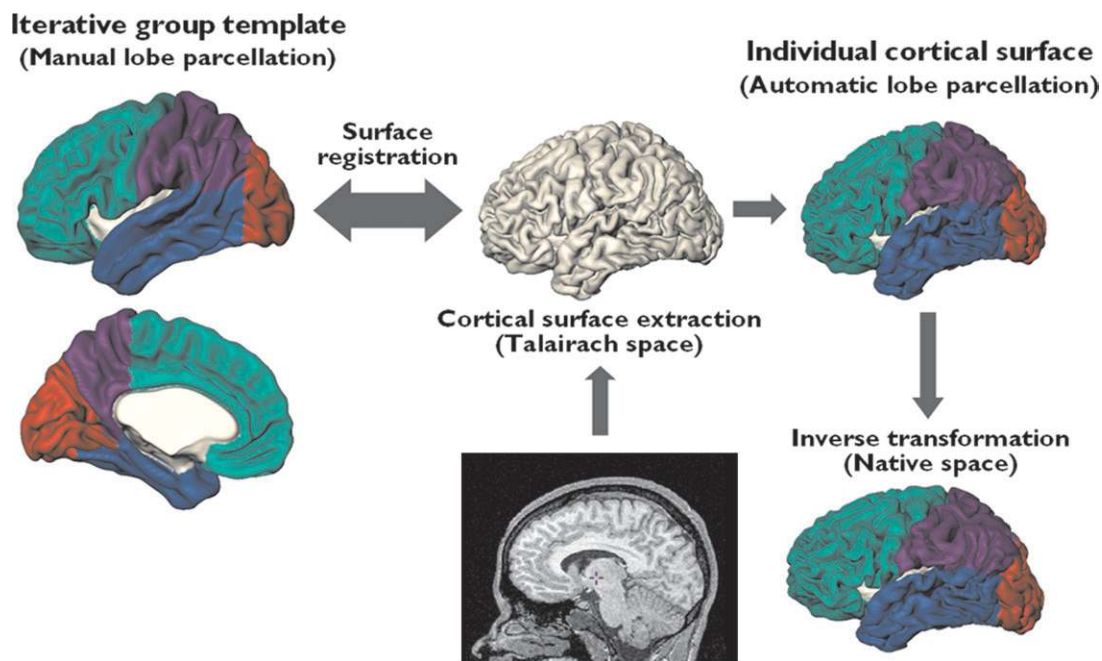 Iterative group template
(Manual lobe parcellation)
Surface
registration
Cortical surface extraction
(Talairach space)
Individual cortical surface
(Automatic lobe parcellation)
Inverse transformation
(Native space)